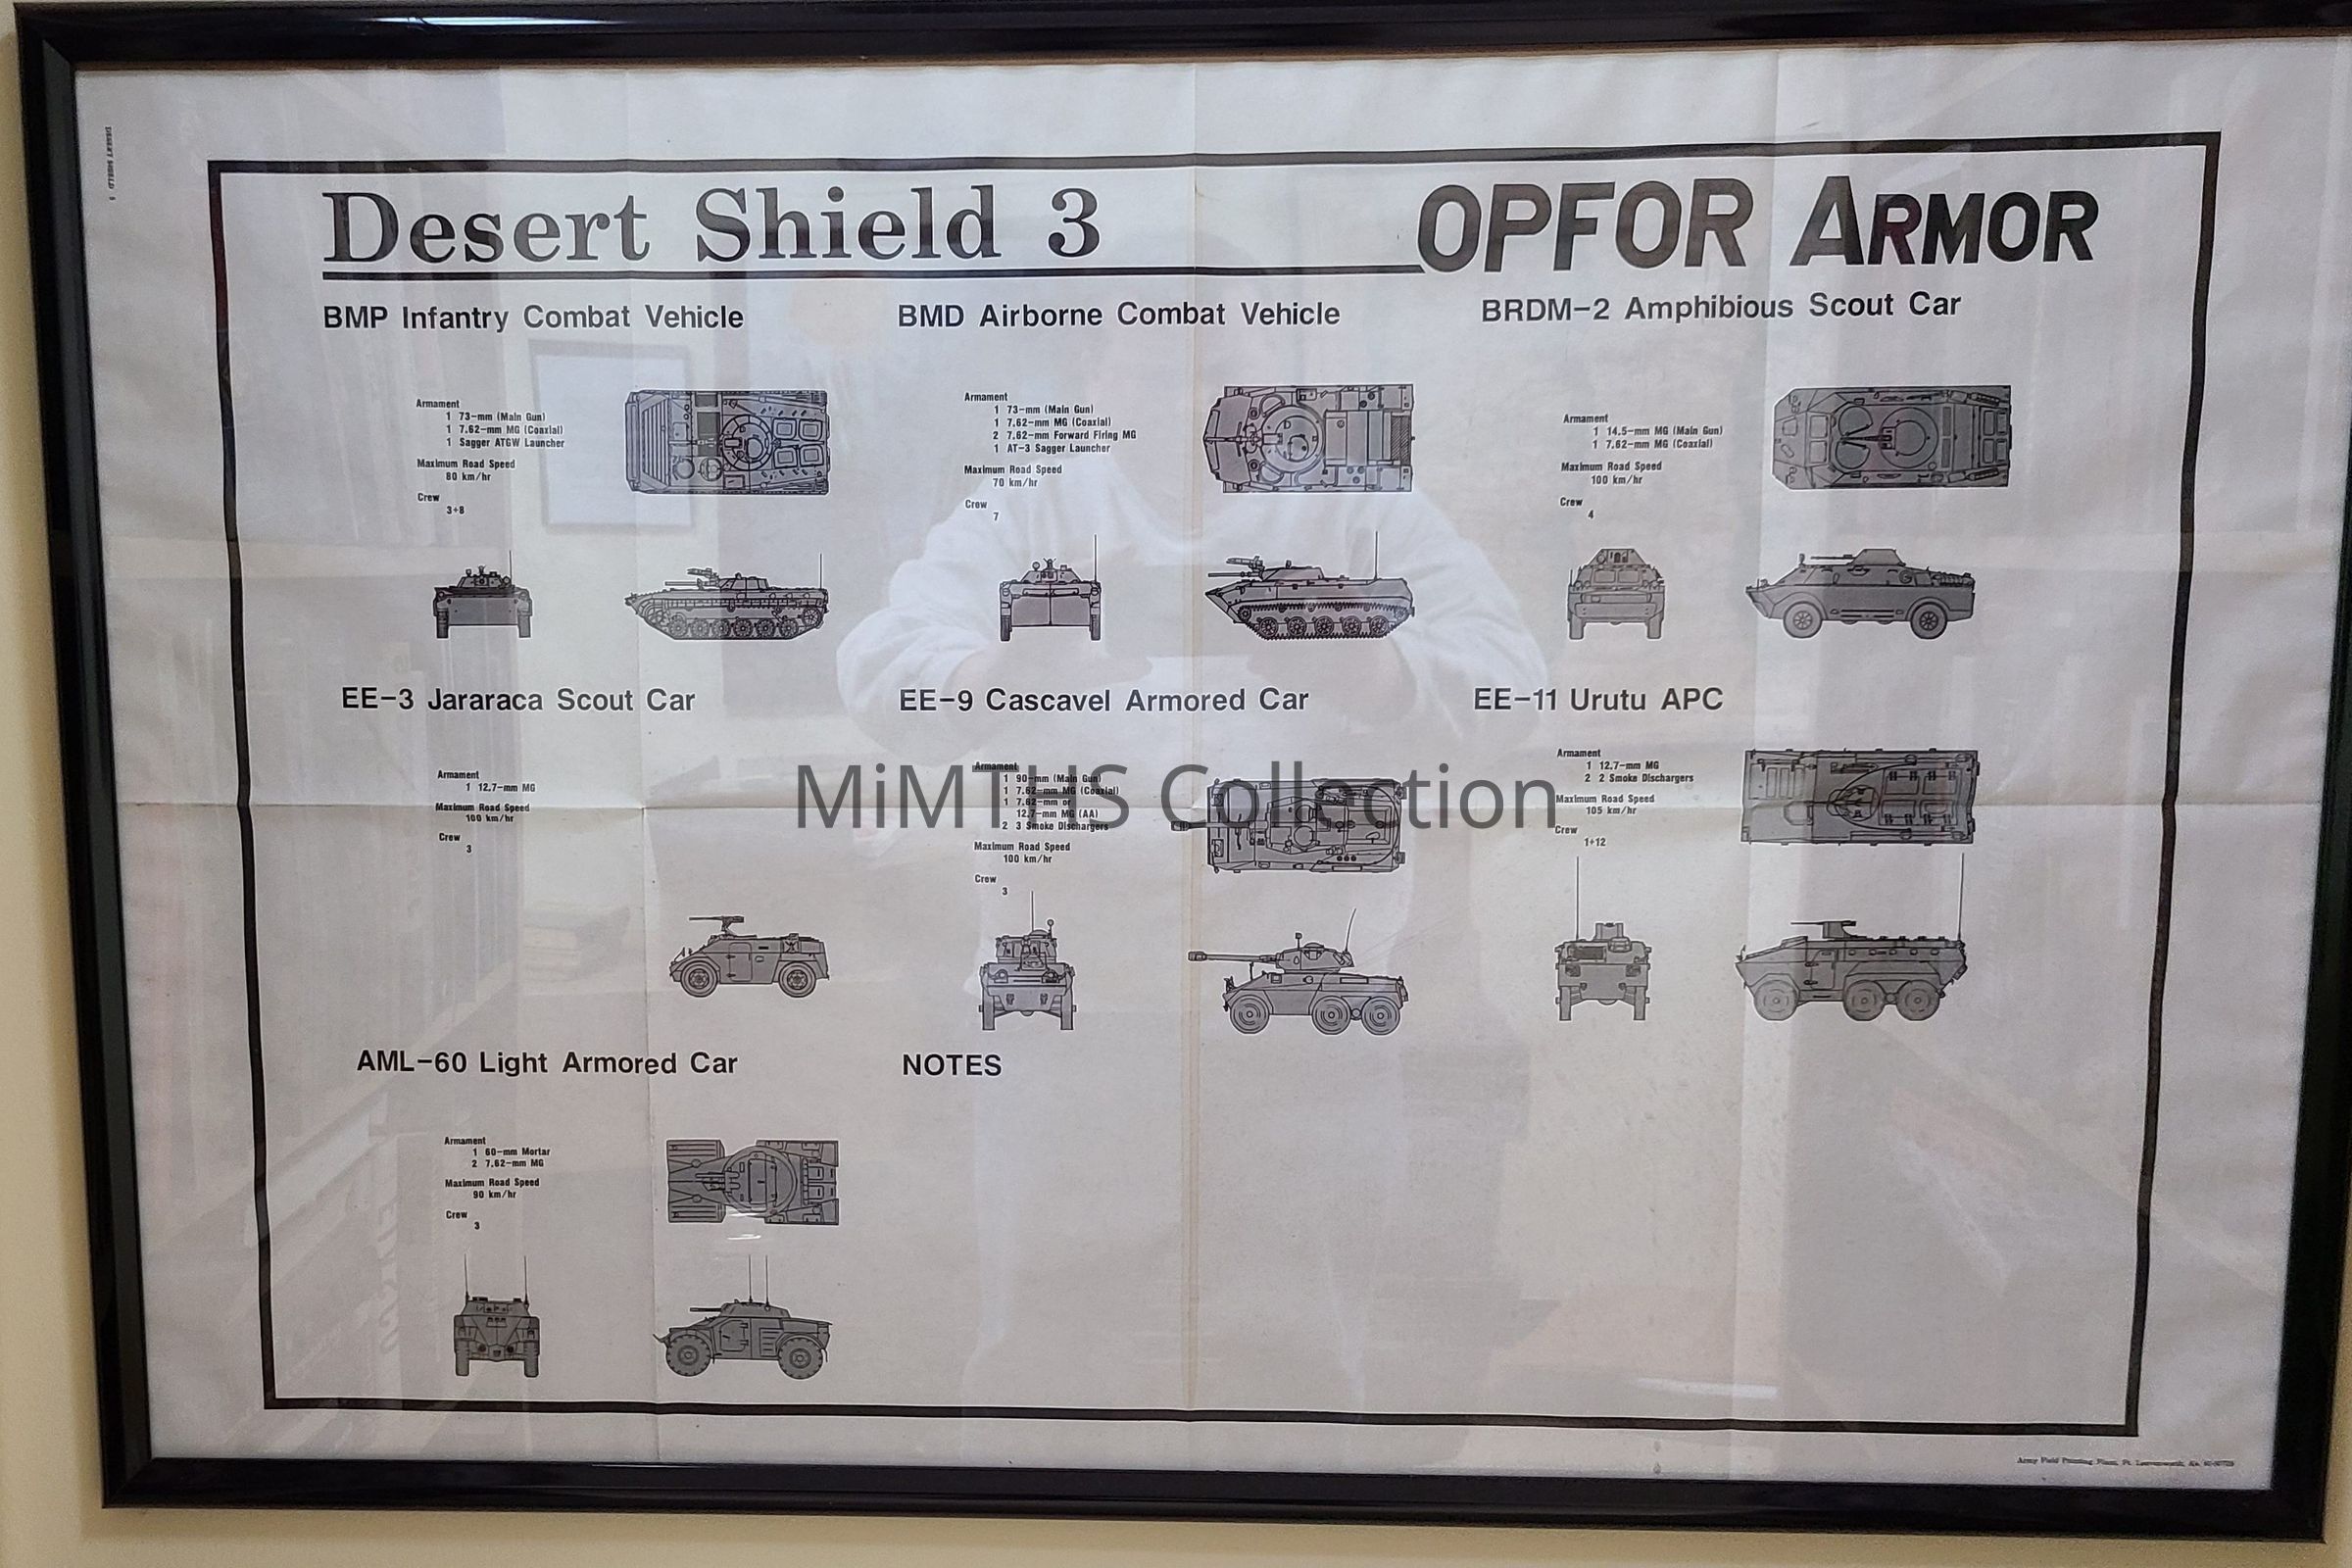 DESERT SHIELD 3
Desert Shield 3
OPFOR ARMOR
BMP Infantry Combat Vehicle
Armament
1 73-mm (Main Gun)
1 7.62-mm MG (Coaxial)
1 Sagger ATGW Launcher
Maximum Road Speed
80 km/hr
Crew
3+8
BMD Airborne Combat Vehicle
Armament
1 73-mm (Main Gun)
1 7.62-mm MG (Coaxial)
2 7.62-mm Forward Firing MG
1 AT-3 Sagger Launcher
Maximum Road Speed
70 km/hr
Crew
7
BRDM-2 Amphibious Scout Car
Armament
1 14.5-mm MG (Main Gun)
1 7.62-mm MG (Coaxial)
Maximum Road Speed
100 km/hr
Crew
4
EE-3 Jararaca Scout Car
Armament
1 12.7-mm MG
Maximum Road Speed
100 km/hr
Crew
3
EE-9 Cascavel Armored Car
Armament
1 90-mm (Main Gun)
1 7.62-mm MG (Coaxial)
1 7.62-mm or
12.7-mm MG (AA)
2 3 Smoke Dischargers
Maximum Road Speed
100 km/hr
Crew
3
EE-11 Urutu APC
Armament
1 12.7-mm MG
2 2 Smoke Dischargers
Maximum Road Speed
105 km/hr
Crew
1+12
MiMTHS Collection
AML-60 Light Armored Car
Armament
1 60-mm Mortar
2 7.62-mm MG
Maximum Road Speed
90 km/hr
Crew
3
NOTES
Army Field Printing Plant, Ft. Leavenworth, Ks.